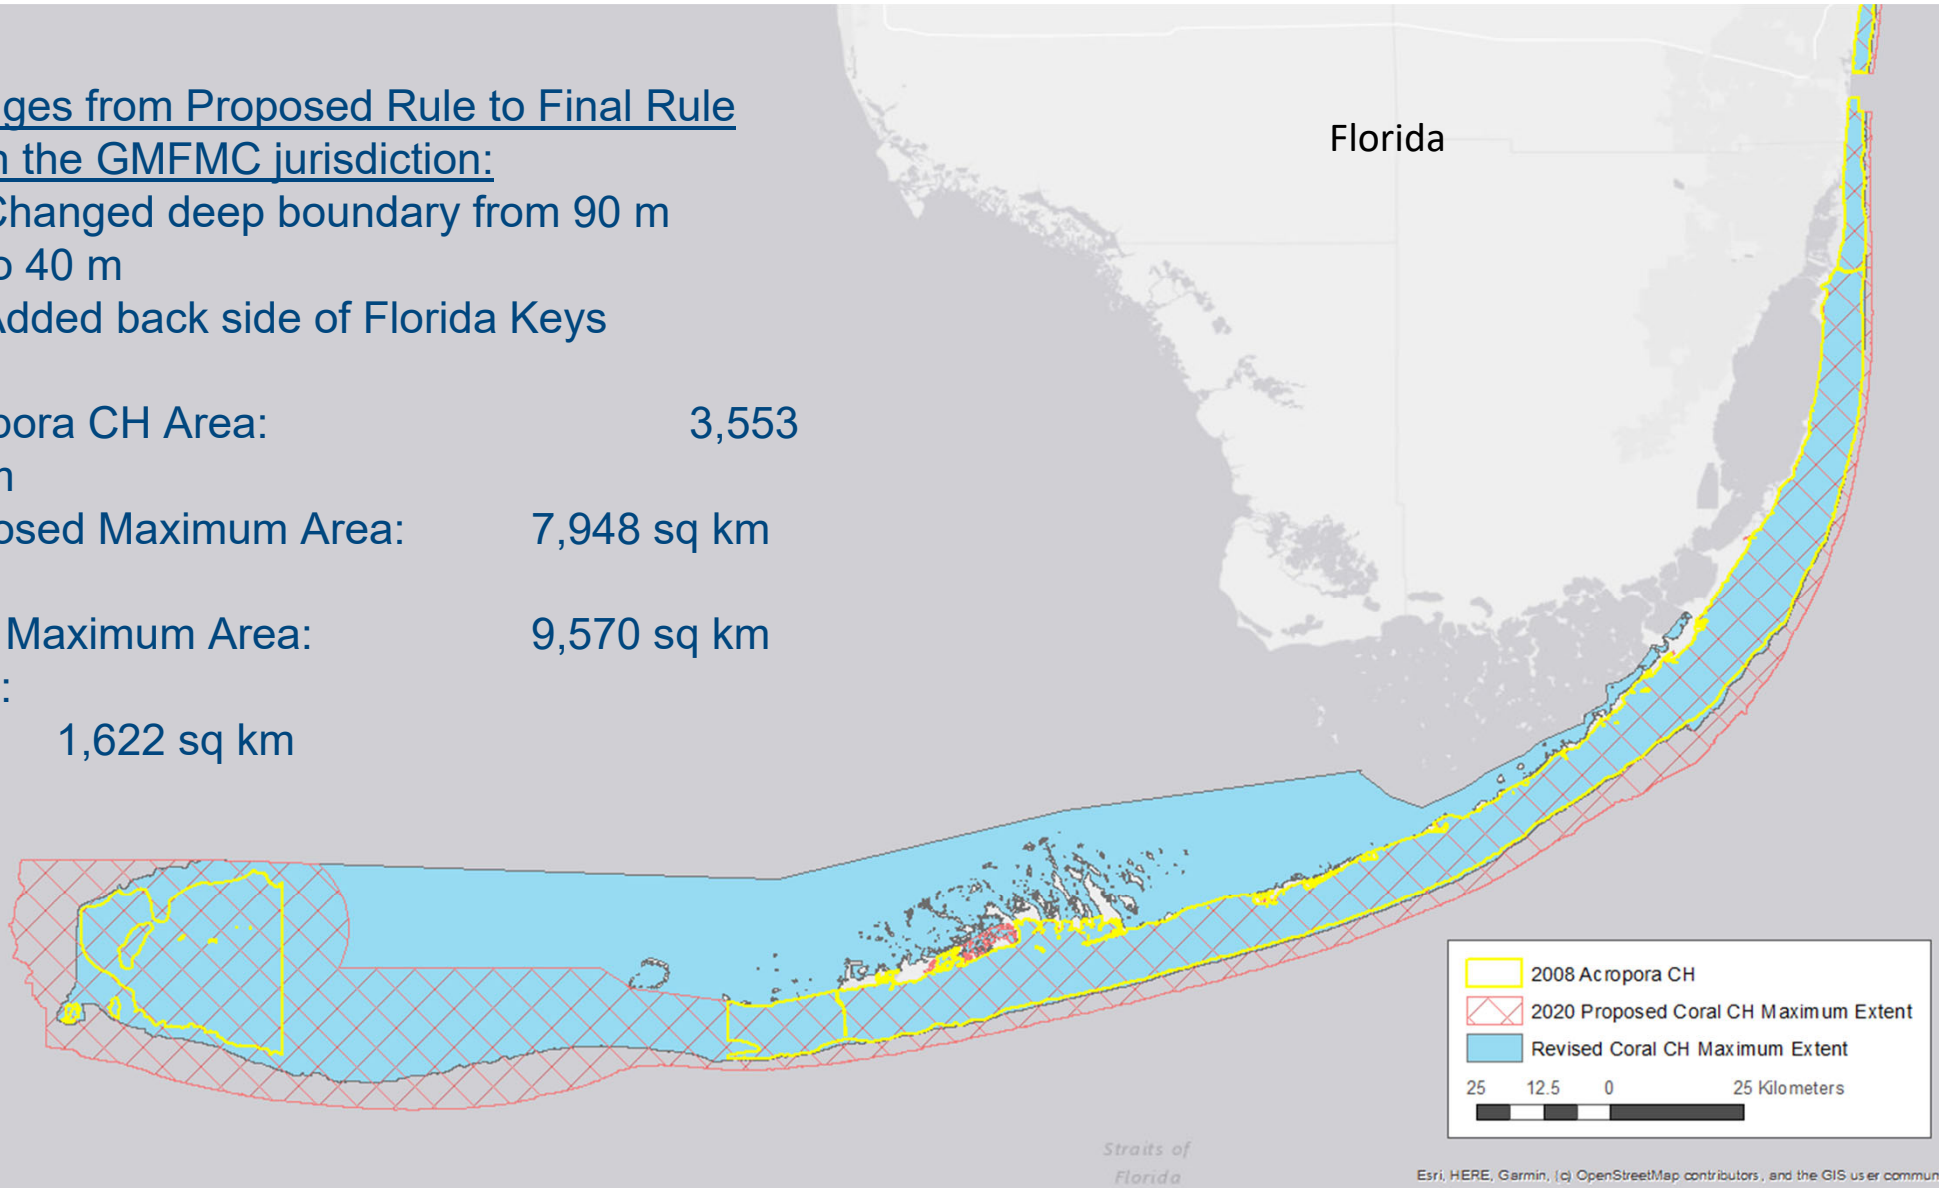 ges from Proposed Rule to Final Rule
n the GMFMC jurisdiction:
Changed deep boundary from 90 m
o 40 m
Added back side of Florida Keys
pora CH Area: 3,553
m
osed Maximum Area: 7,948 sq km
Maximum Area: 9,570 sq km
:
1,622 sq km
Florida
2008 Acropora CH
2020 Proposed Coral CH Maximum Extent
Revised Coral CH Maximum Extent
25 12.5 0 25 Kilometers
Straits of
Florida
Esri, HERE, Garmin, (c) OpenStreetMap contributors, and the GIS user commun